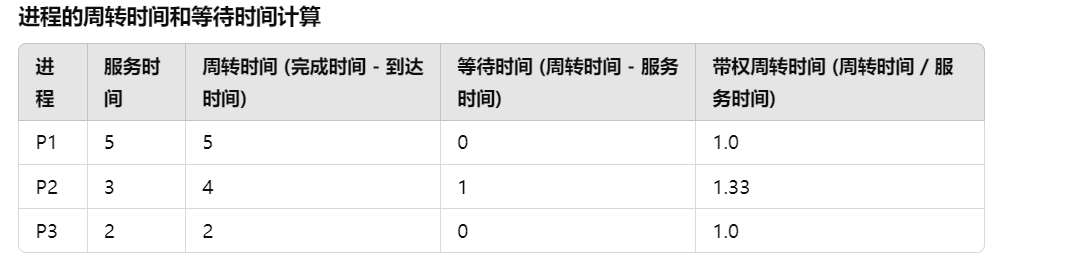 进程的周转时间和等待时间计算
进程 服务时间 周转时间 (完成时间 - 到达时间) 等待时间 (周转时间 - 服务时间) 带权周转时间 (周转时间 / 服务时间)
P1 5 5 0 1.0
P2 3 4 1 1.33
P3 2 2 0 1.0